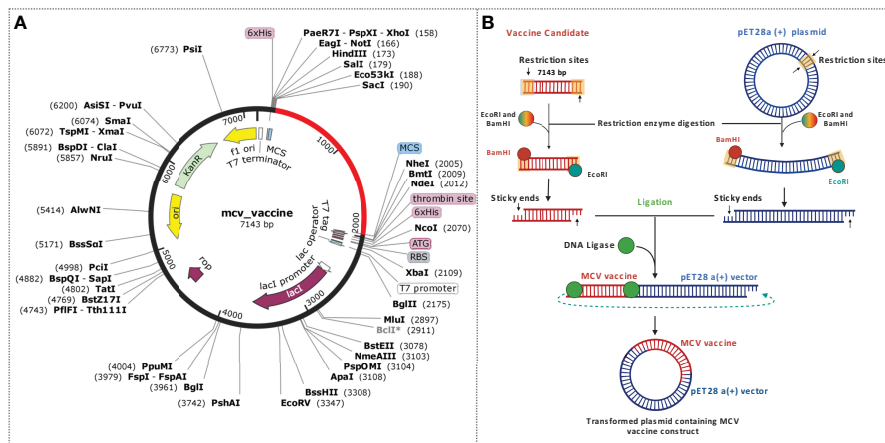 A
6xHis
PaeR7I - PspXI - XhoI (158)
EagI - NotI (166)
HindIII (173)
SalI (179)
Eco53kI (188)
SacI (190)
(6773) PsiI
(6200) AsiSI - PvuI
(6074) SmaI
(6072) TspMI - XmaI
(5891) BspDI - ClaI
(5857) NruI
(5414) AlwNI
(5171) BssSαI
(4998) PciI
(4882) BspQI - SapI
(4802) TatI
(4769) BstZ17I
(4743) PflFI - Tth111I
(4004) PpuMI
(3979) FspI - FspAI
(3961) BglI
(3742) PshAI
7000
1000
2000
3000
4000
5000
6000
f1 ori
MCS
T7 terminator
KanR
ori
rop
lacI
lacI promoter
lac operator
T7 tag
mcv_vaccine
7143 bp
MCS
NheI (2005)
BmtI (2009)
NdeI (2012)
thrombin site
6xHis
NcoI (2070)
ATG
RBS
XbaI (2109)
T7 promoter
BglII (2175)
MluI (2897)
BclI* (2911)
BstEII (3078)
NmeAIII (3103)
PspOMI (3104)
ApaI (3108)
BssHII (3308)
EcoRV (3347)
B
Vaccine Candidate
pET28a (+) plasmid
Restriction sites
7143 bp
Restriction sites
EcoRI and
BamHI
Restriction enzyme digestion
EcoRI and
BamHI
BamHI
EcoRI
BamHI
EcoRI
Sticky ends
Sticky ends
Ligation
DNA Ligase
MCV vaccine
pET28 a(+) vector
MCV vaccine
pET28 a(+) vector
Transformed plasmid containing MCV
vaccine construct